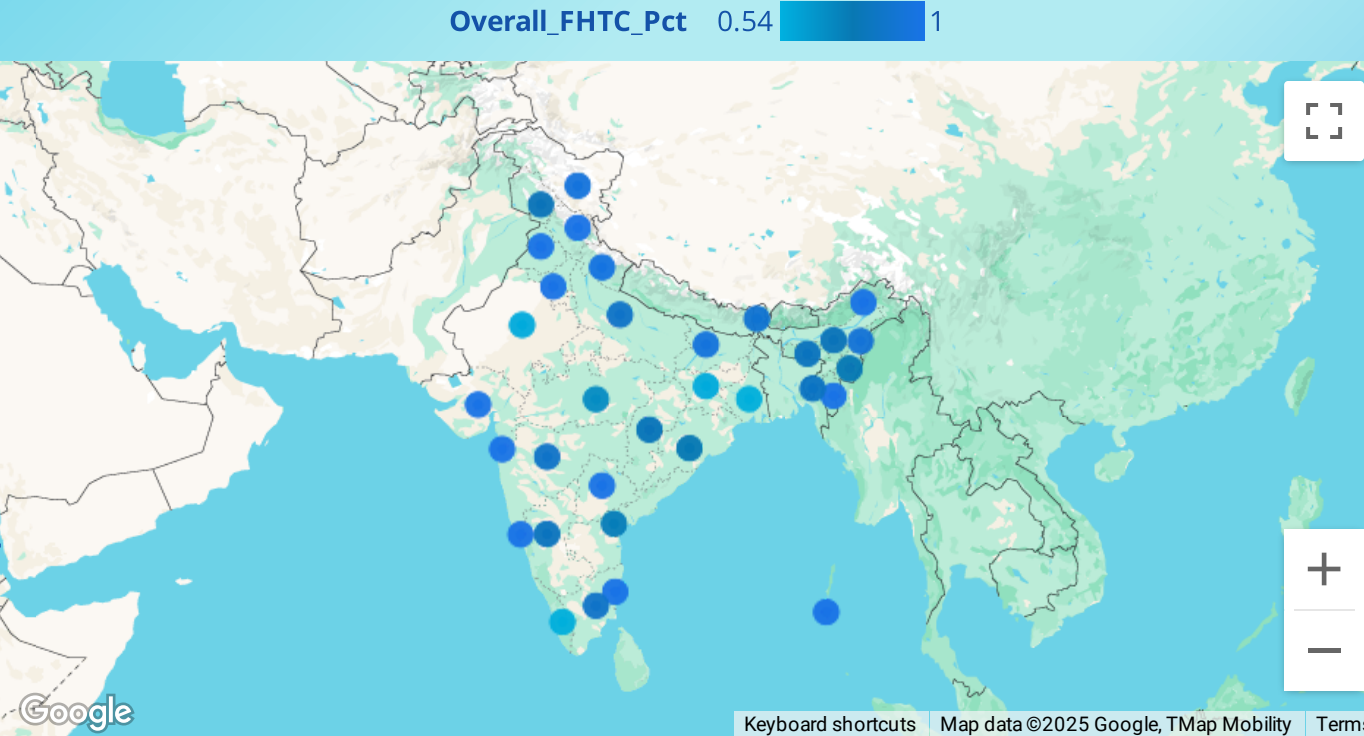 Overall_FHTC_Pct 0.54 1
Google
Keyboard shortcuts Map data ©2025 Google, TMap Mobility Terms